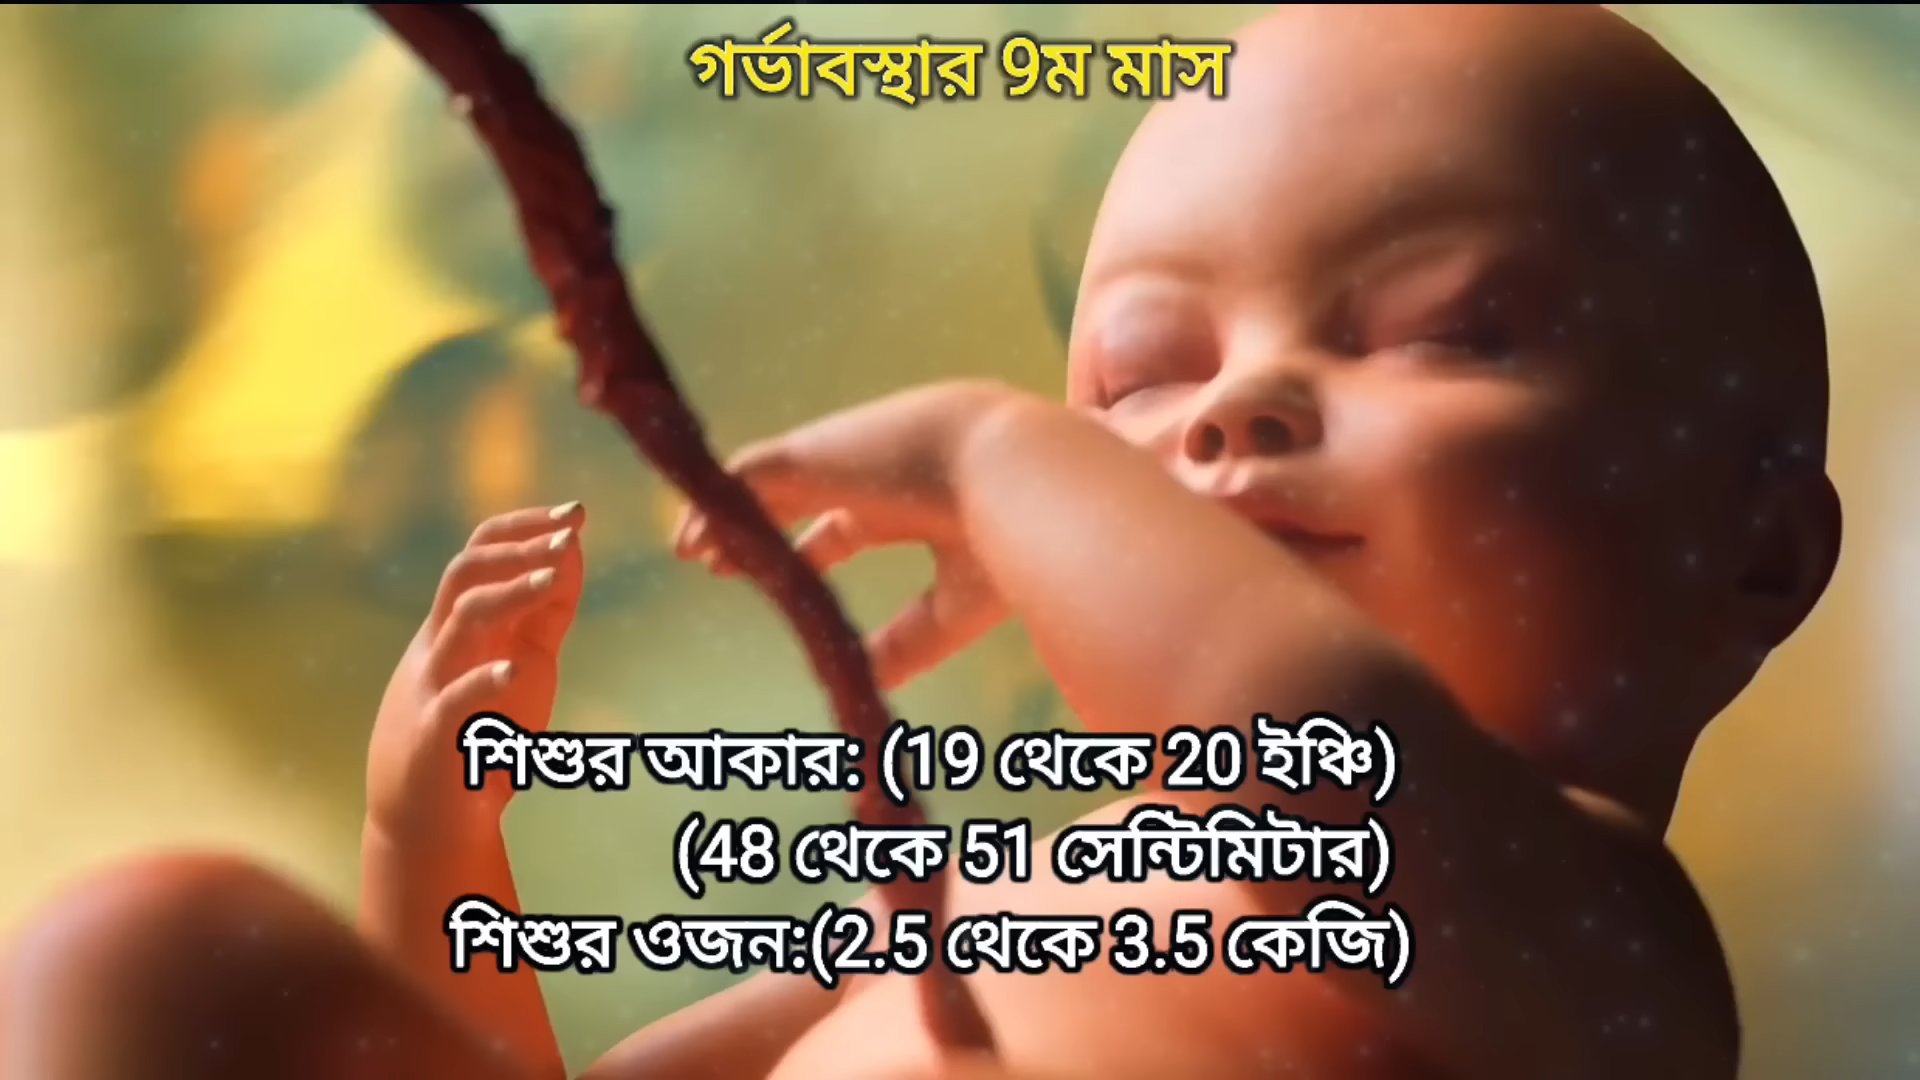 গর্ভাবস্থার 9ম মাস
শিশুর আকার: (19 থেকে 20 ইঞ্চি)
(48 থেকে 51 সেন্টিমিটার)
শিশুর ওজন:(2.5 থেকে 3.5 কেজি)